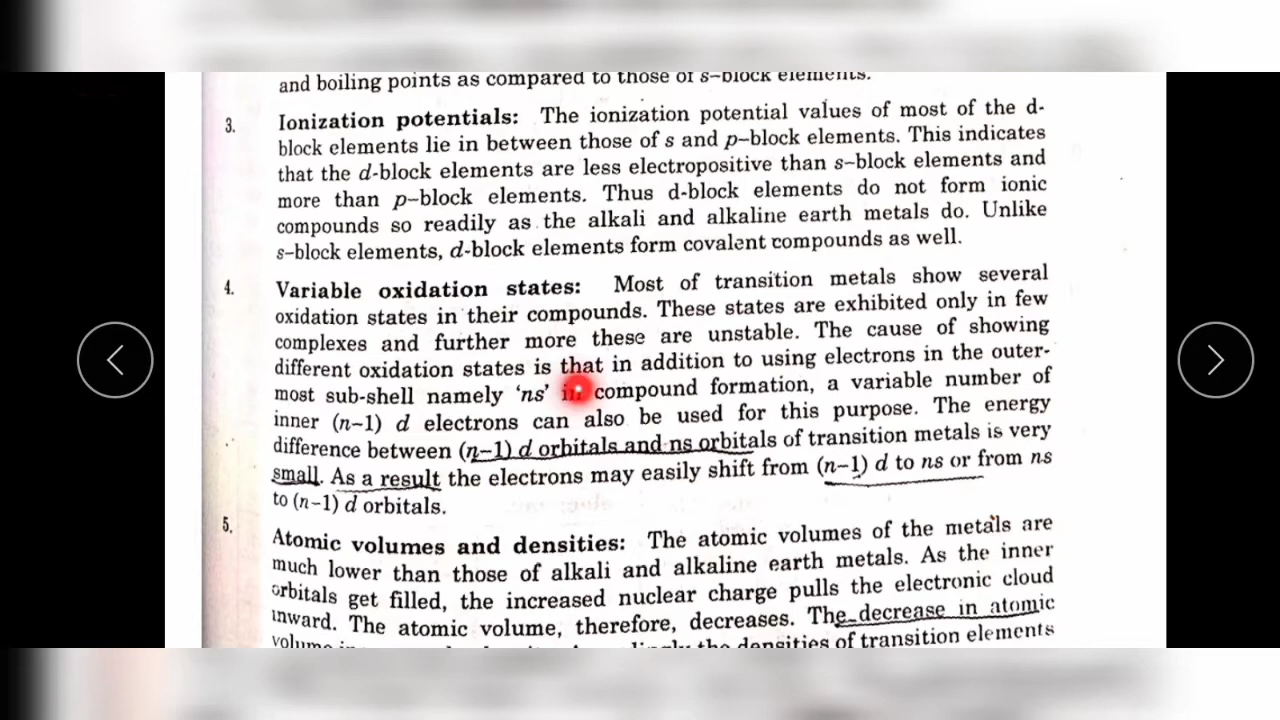 and boiling points as compared to those of s–block elements.
3. Ionization potentials: The ionization potential values of most of the d-
block elements lie in between those of s and p–block elements. This indicates
that the d-block elements are less electropositive than s–block elements and
more than p–block elements. Thus d-block elements do not form ionic
compounds so readily as the alkali and alkaline earth metals do. Unlike
s–block elements, d-block elements form covalent compounds as well.
4. Variable oxidation states: Most of transition metals show several
oxidation states in their compounds. These states are exhibited only in few
complexes and further more these are unstable. The cause of showing
different oxidation states is that in addition to using electrons in the outer-
most sub-shell namely ‘ns’ in compound formation, a variable number of
inner (n–1) d electrons can also be used for this purpose. The energy
difference between (n–1) d orbitals and ns orbitals of transition metals is very
small. As a result the electrons may easily shift from (n–1) d to ns or from ns
to (n–1) d orbitals.
5. Atomic volumes and densities: The atomic volumes of the metals are
much lower than those of alkali and alkaline earth metals. As the inner
orbitals get filled, the increased nuclear charge pulls the electronic cloud
inward. The atomic volume, therefore, decreases. The decrease in atomic
the densities of transition elements